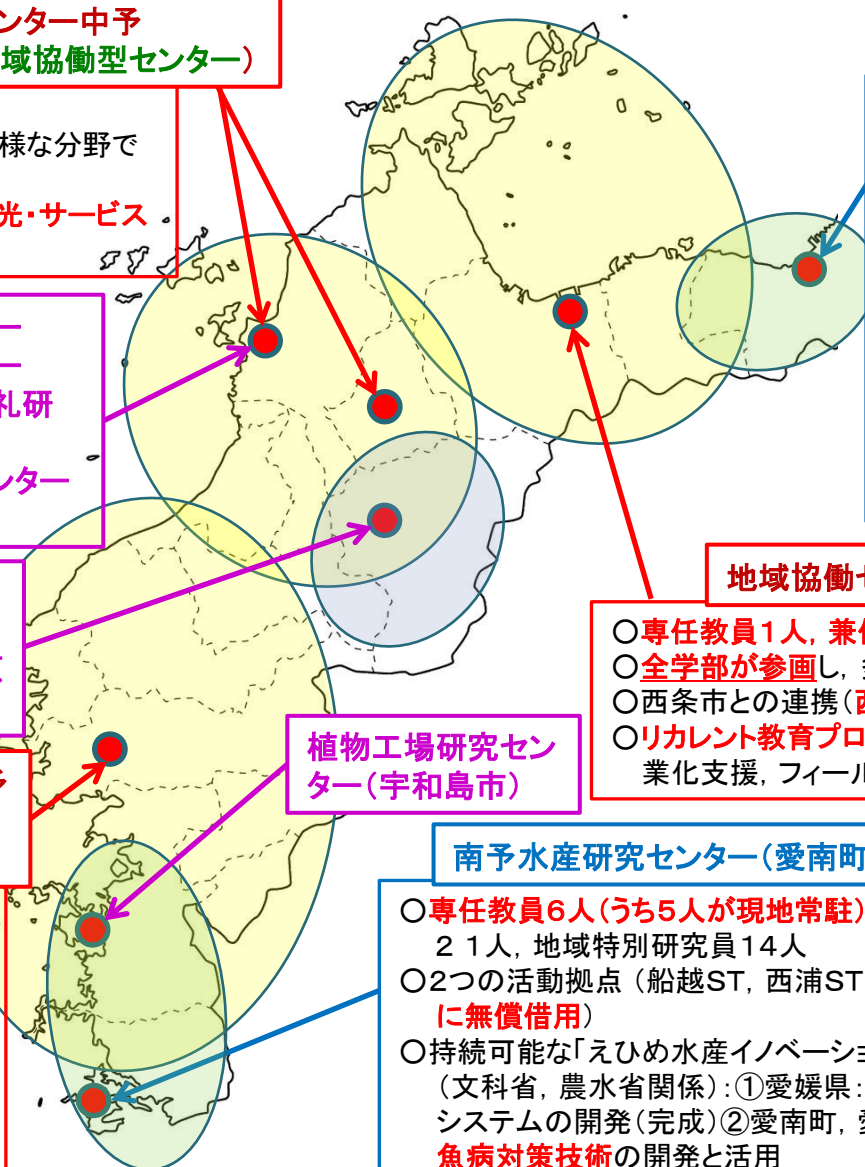 ンター中予
域協働型センター）
様な分野で
光・サービス
ー
ー
礼研
ンター
植物工場研究セン
ター（宇和島市）
地域協働
○専任教員１人，兼
○全学部が参画し，
○西条市との連携（
○リカレント教育プロ
業化支援，フィール
南予水産研究センター（愛南町
○専任教員６人（うち５人が現地常駐）
２１人，地域特別研究員14人
○２つの活動拠点（船越ST，西浦ST
に無償借用）
○持続可能な「えひめ水産イノベーショ
（文科省，農水省関係）：①愛媛県：
システムの開発（完成）②愛南町，
魚病対策技術の開発と活用